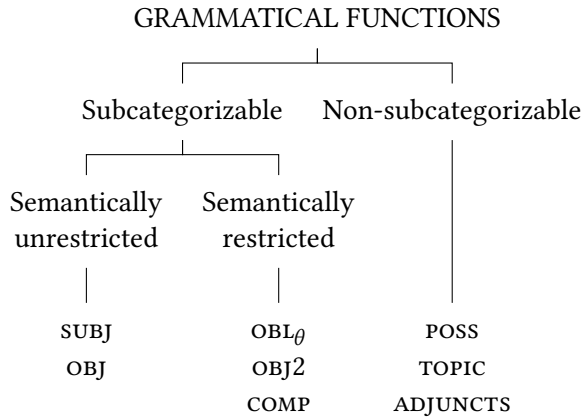 GRAMMATICAL FUNCTIONS
Subcategorizable Non-subcategorizable
Semantically unrestricted
Semantically restricted
SUBJ OBLθ POSS
OBJ OBJ2 TOPIC
COMP ADJUNCTS